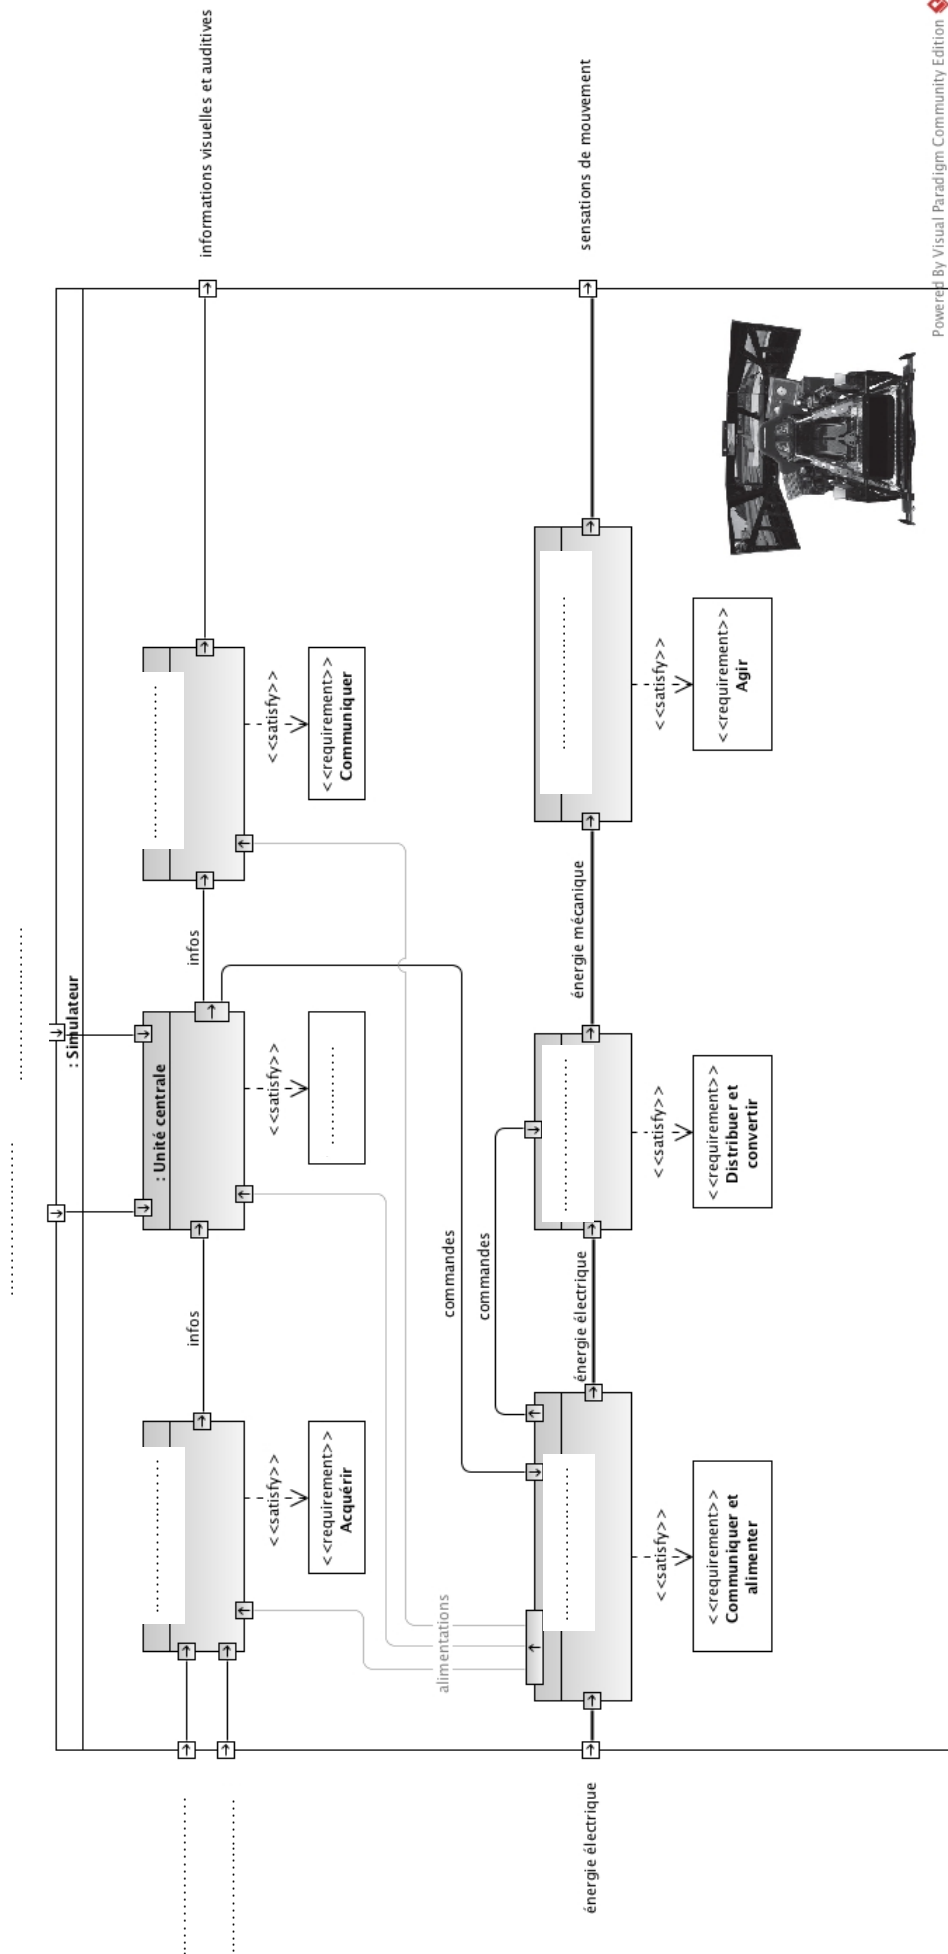 : Simulateur
: Unité centrale
infos
infos
<<satisfy>>
<<requirement>>
Acquérir
<<satisfy>>
<<satisfy>>
<<requirement>>
Communiquer
informations visuelles et auditives
alimentations
commandes
commandes
énergie électrique
énergie électrique
énergie mécanique
sensations de mouvement
<<satisfy>>
<<requirement>>
Communiquer et
alimenter
<<satisfy>>
<<requirement>>
Distribuer et
convertir
<<satisfy>>
<<requirement>>
Agir
Powered By Visual Paradigm Community Edition